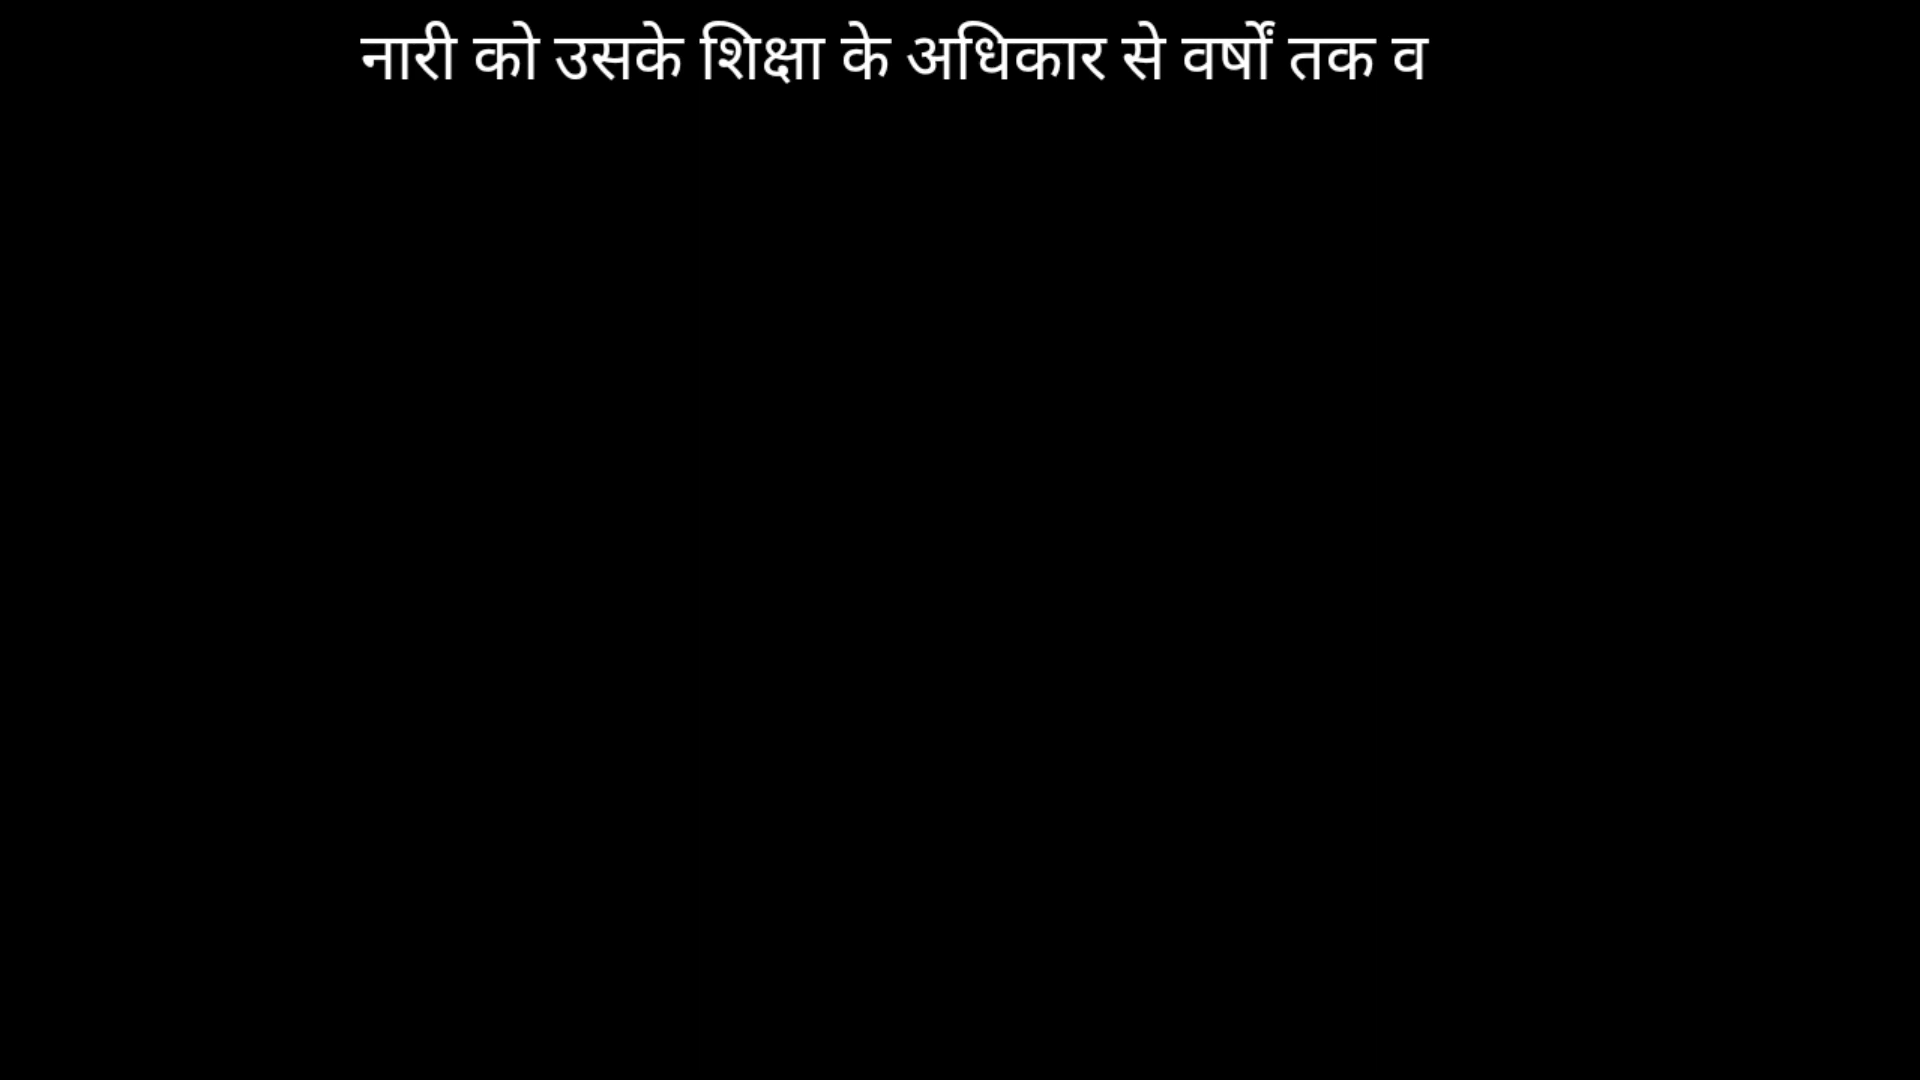 नारी को उसके शिक्षा के अधिकार से वर्षों तक व